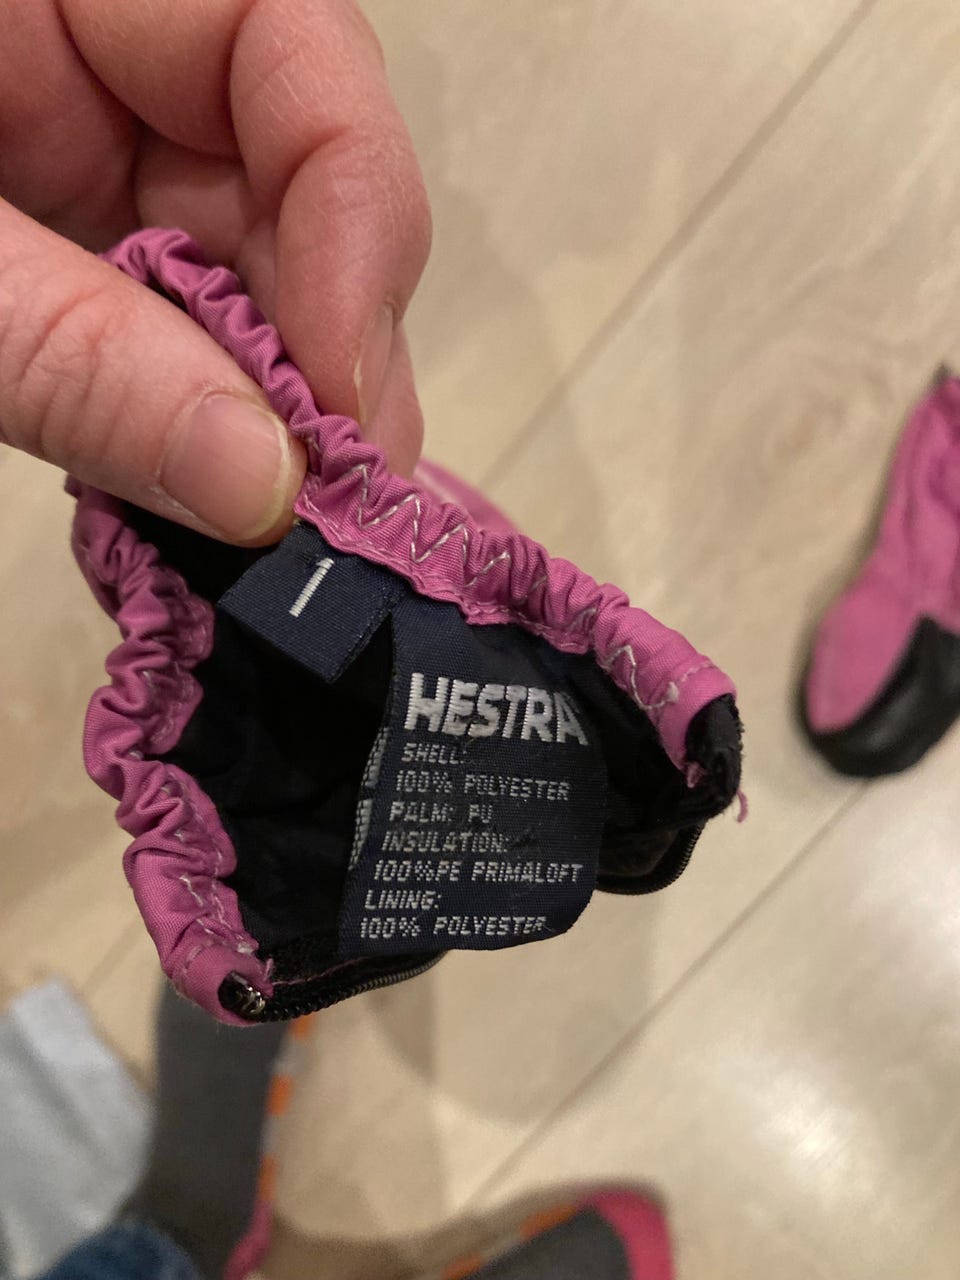 1
HESTRA
SHELL:
100% POLYESTER
PALM: PU
INSULATION:
100%PE PRIMALOFT
LINING:
100% POLYESTER